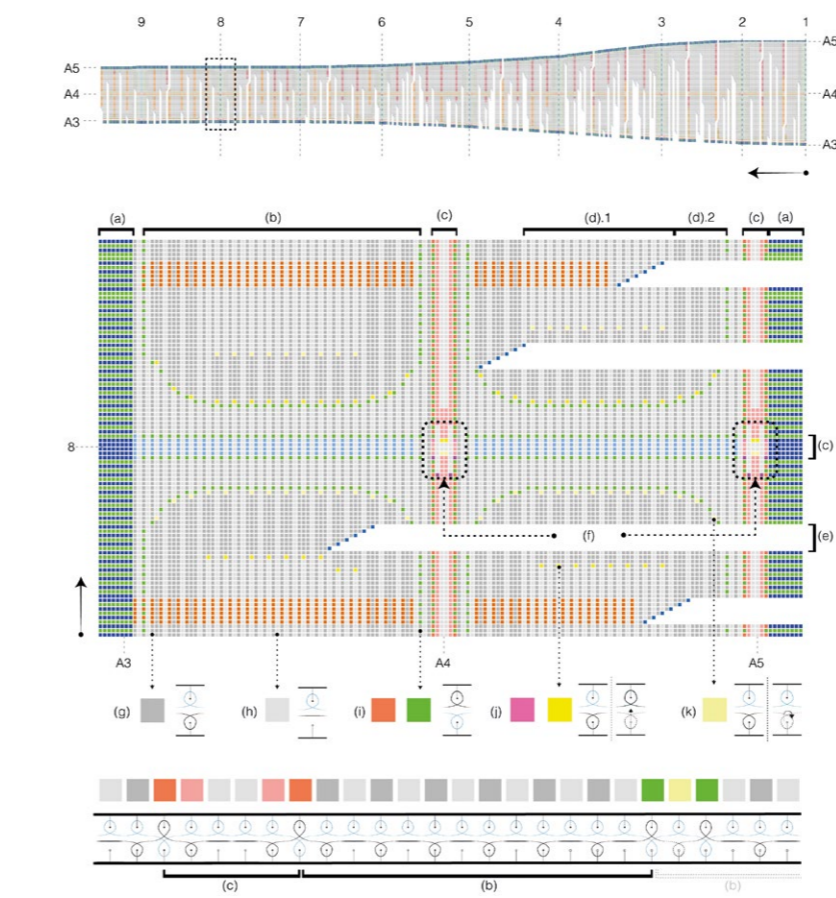 9 8 7 6 5 4 3 2 1
A5 A5
A4 A4
A3 A3
(a) (b) (c) (d).1 (d).2 (c) (a)
8 (c)
(f) (e)
A3 A4 A5
(g) (h) (i) (j) (k)
(c) (b) (b)